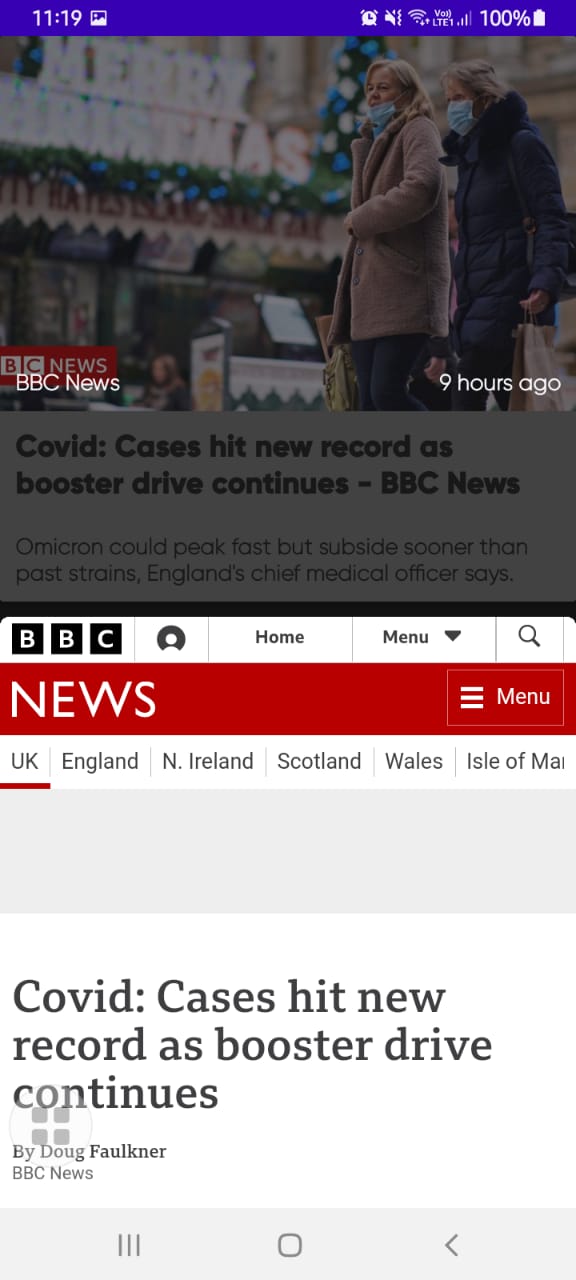 11:19 Vo)) LTE1 100%
MERRY
CHRISTMAS
BBC NEWS
BBC News 9 hours ago
Covid: Cases hit new record as
booster drive continues - BBC News
Omicron could peak fast but subside sooner than
past strains, England's chief medical officer says.
BBC Home Menu
NEWS Menu
UK England N. Ireland Scotland Wales Isle of Ma
Covid: Cases hit new
record as booster drive
continues
By Doug Faulkner
BBC News